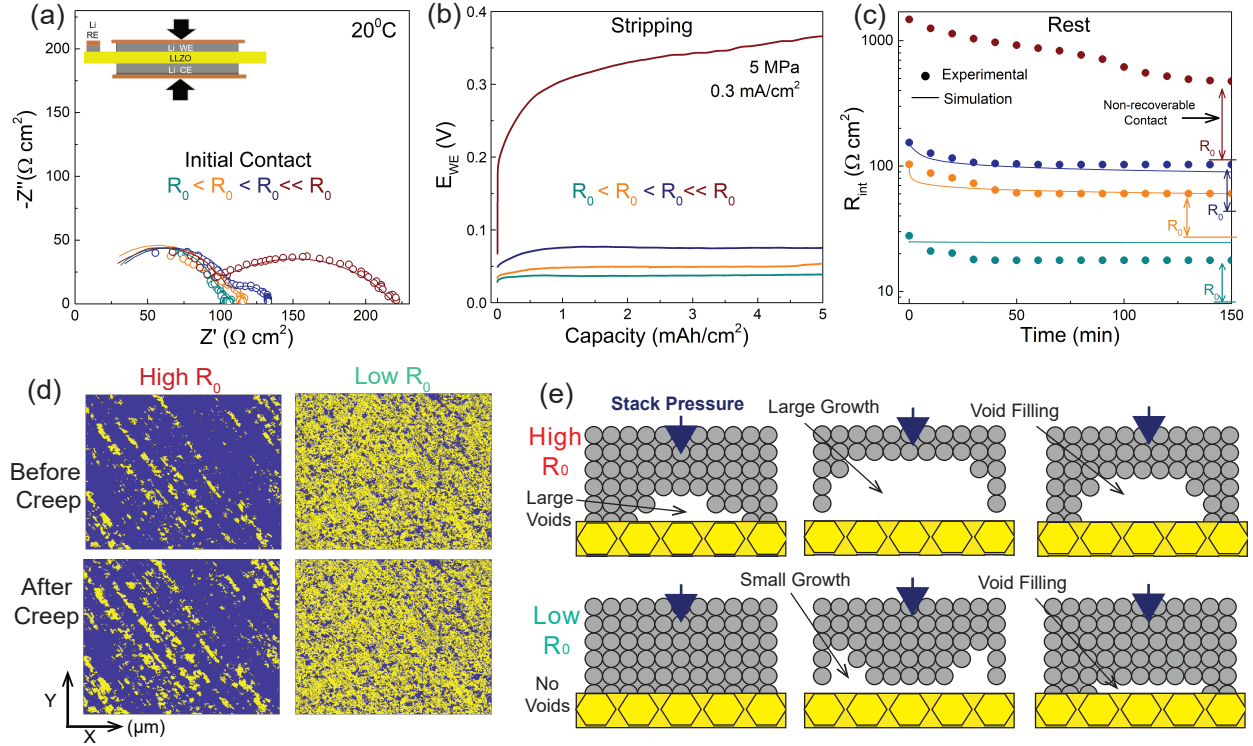 (a)
20⁰C
Li
RE
Li WE
LLZO
Li CE
Initial Contact
R₀ < R₀ < R₀ << R₀
-Z''(Ω cm²)
200
150
100
50
0
0 50 100 150 200
Z' (Ω cm²)
(b)
Stripping
5 MPa
0.3 mA/cm²
R₀ < R₀ < R₀ << R₀
E_WE (V)
0.4
0.3
0.2
0.1
0.0
0 1 2 3 4 5
Capacity (mAh/cm²)
(c)
Rest
Experimental
Simulation
Non-recoverable
Contact
R₀
R₀
R₀
R₀
R_int (Ω cm²)
1000
100
10
0 50 100 150
Time (min)
(d)
High R₀
Low R₀
Before
Creep
After
Creep
Y
X
(μm)
(e)
Stack Pressure
Large Growth
Void Filling
High
R₀
Large
Voids
Small Growth
Void Filling
Low
R₀
No
Voids